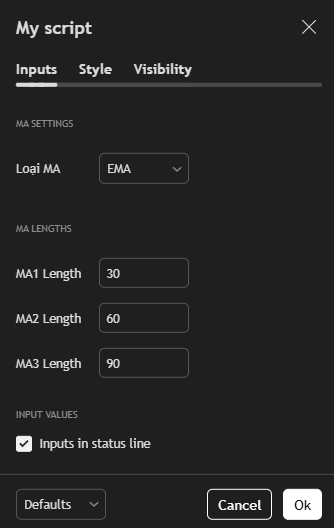 My script
Inputs Style Visibility
MA SETTINGS
Loại MA EMA
MA LENGTHS
MA1 Length 30
MA2 Length 60
MA3 Length 90
INPUT VALUES
Inputs in status line
Defaults Cancel Ok